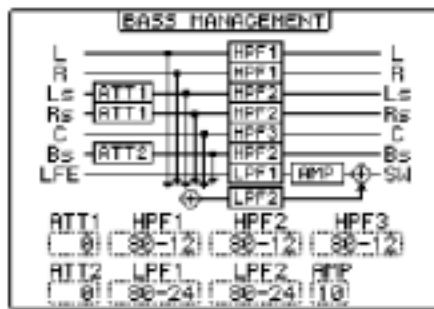 BASS MANAGEMENT
L HPF1 L
R HPF1 R
Ls ATT1 HPF2 Ls
Rs ATT1 HPF2 Rs
C HPF3 C
Bs ATT2 HPF2 Bs
LFE LPF1 AMP SW
LPF2
ATT1 HPF1 HPF2 HPF3
0 80-12 80-12 80-12
ATT2 LPF1 LPF2 AMP
0 80-24 80-24 10